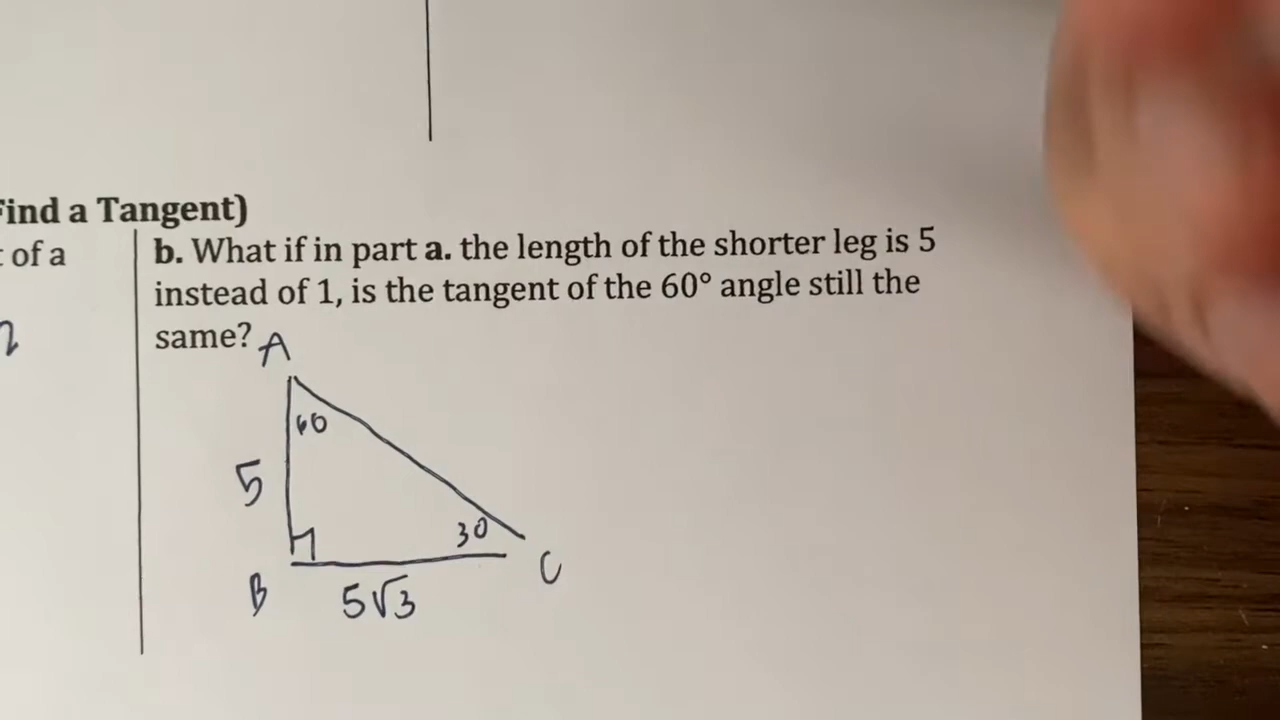 Find a Tangent)
of a
b. What if in part a. the length of the shorter leg is 5
instead of 1, is the tangent of the 60° angle still the
same?
2
A
60
5
30
B
5√3
C